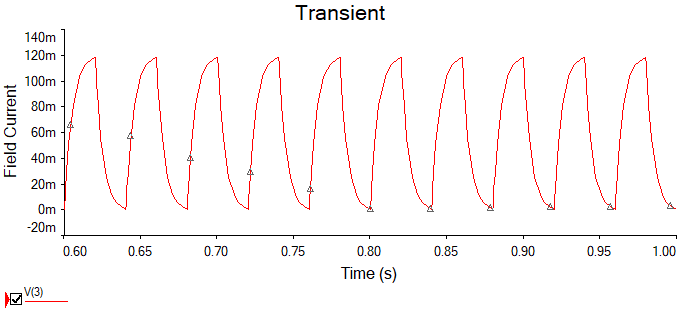 Transient
140m
120m
100m
80m
60m
40m
20m
0m
-20m
Field Current
0.60 0.65 0.70 0.75 0.80 0.85 0.90 0.95 1.00
Time (s)
V(3)